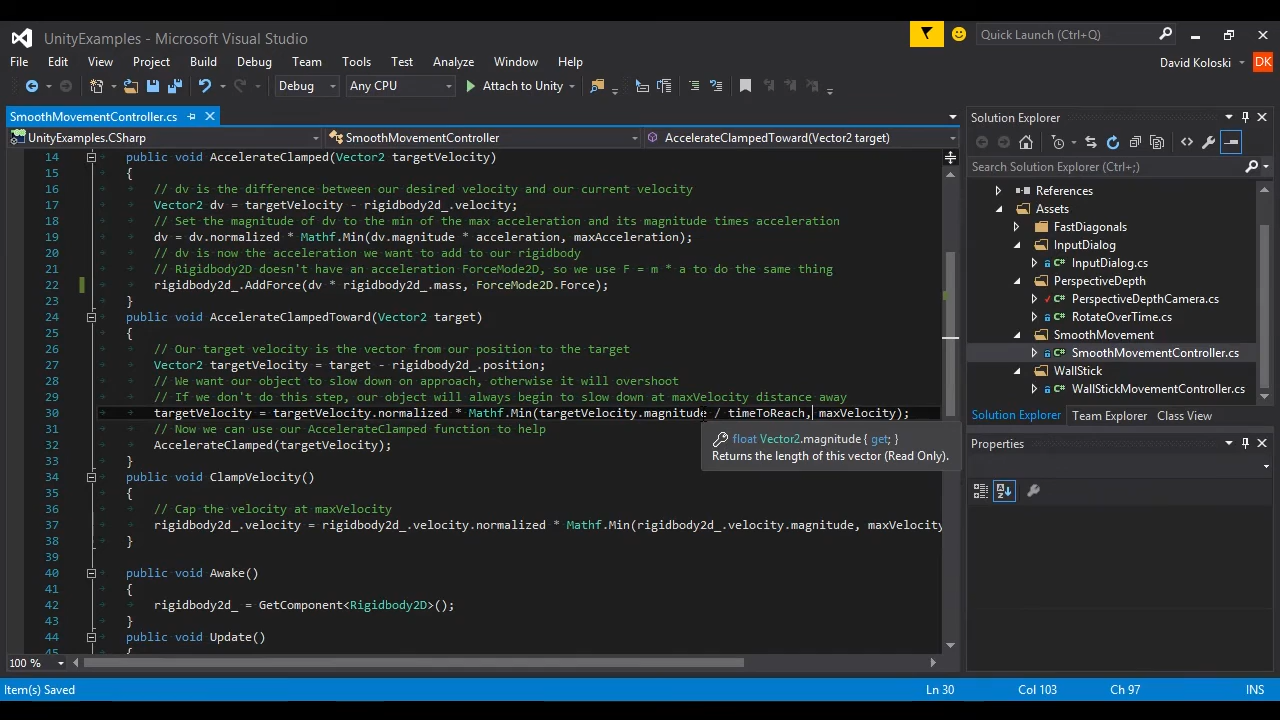 UnityExamples - Microsoft Visual Studio
Quick Launch (Ctrl+Q)
File Edit View Project Build Debug Team Tools Test Analyze Window Help
David Koloski DK
Debug Any CPU Attach to Unity
SmoothMovementController.cs
UnityExamples.CSharp SmoothMovementController AccelerateClampedToward(Vector2 target)
14 public void AccelerateClamped(Vector2 targetVelocity)
15 {
16 // dv is the difference between our desired velocity and our current velocity
17 Vector2 dv = targetVelocity - rigidbody2d_.velocity;
18 // Set the magnitude of dv to the min of the max acceleration and its magnitude times acceleration
19 dv = dv.normalized * Mathf.Min(dv.magnitude * acceleration, maxAcceleration);
20 // dv is now the acceleration we want to add to our rigidbody
21 // Rigidbody2D doesn't have an acceleration ForceMode2D, so we use F = m * a to do the same thing
22 rigidbody2d_.AddForce(dv * rigidbody2d_.mass, ForceMode2D.Force);
23 }
24 public void AccelerateClampedToward(Vector2 target)
25 {
26 // Our target velocity is the vector from our position to the target
27 Vector2 targetVelocity = target - rigidbody2d_.position;
28 // We want our object to slow down on approach, otherwise it will overshoot
29 // If we don't do this step, our object will always begin to slow down at maxVelocity distance away
30 targetVelocity = targetVelocity.normalized * Mathf.Min(targetVelocity.magnitude / timeToReach, maxVelocity);
31 // Now we can use our AccelerateClamped function to help
32 AccelerateClamped(targetVelocity);
33 }
34 public void ClampVelocity()
35 {
36 // Cap the velocity at maxVelocity
37 rigidbody2d_.velocity = rigidbody2d_.velocity.normalized * Mathf.Min(rigidbody2d_.velocity.magnitude, maxVelocity
38 }
39
40 public void Awake()
41 {
42 rigidbody2d_ = GetComponent<Rigidbody2D>();
43 }
44 public void Update()
45 {
float Vector2.magnitude { get; }
Returns the length of this vector (Read Only).
100 %
Solution Explorer
Search Solution Explorer (Ctrl+;)
References
Assets
FastDiagonals
InputDialog
C# InputDialog.cs
PerspectiveDepth
C# PerspectiveDepthCamera.cs
C# RotateOverTime.cs
SmoothMovement
C# SmoothMovementController.cs
WallStick
C# WallStickMovementController.cs
Solution Explorer Team Explorer Class View
Properties
Item(s) Saved Ln 30 Col 103 Ch 97 INS